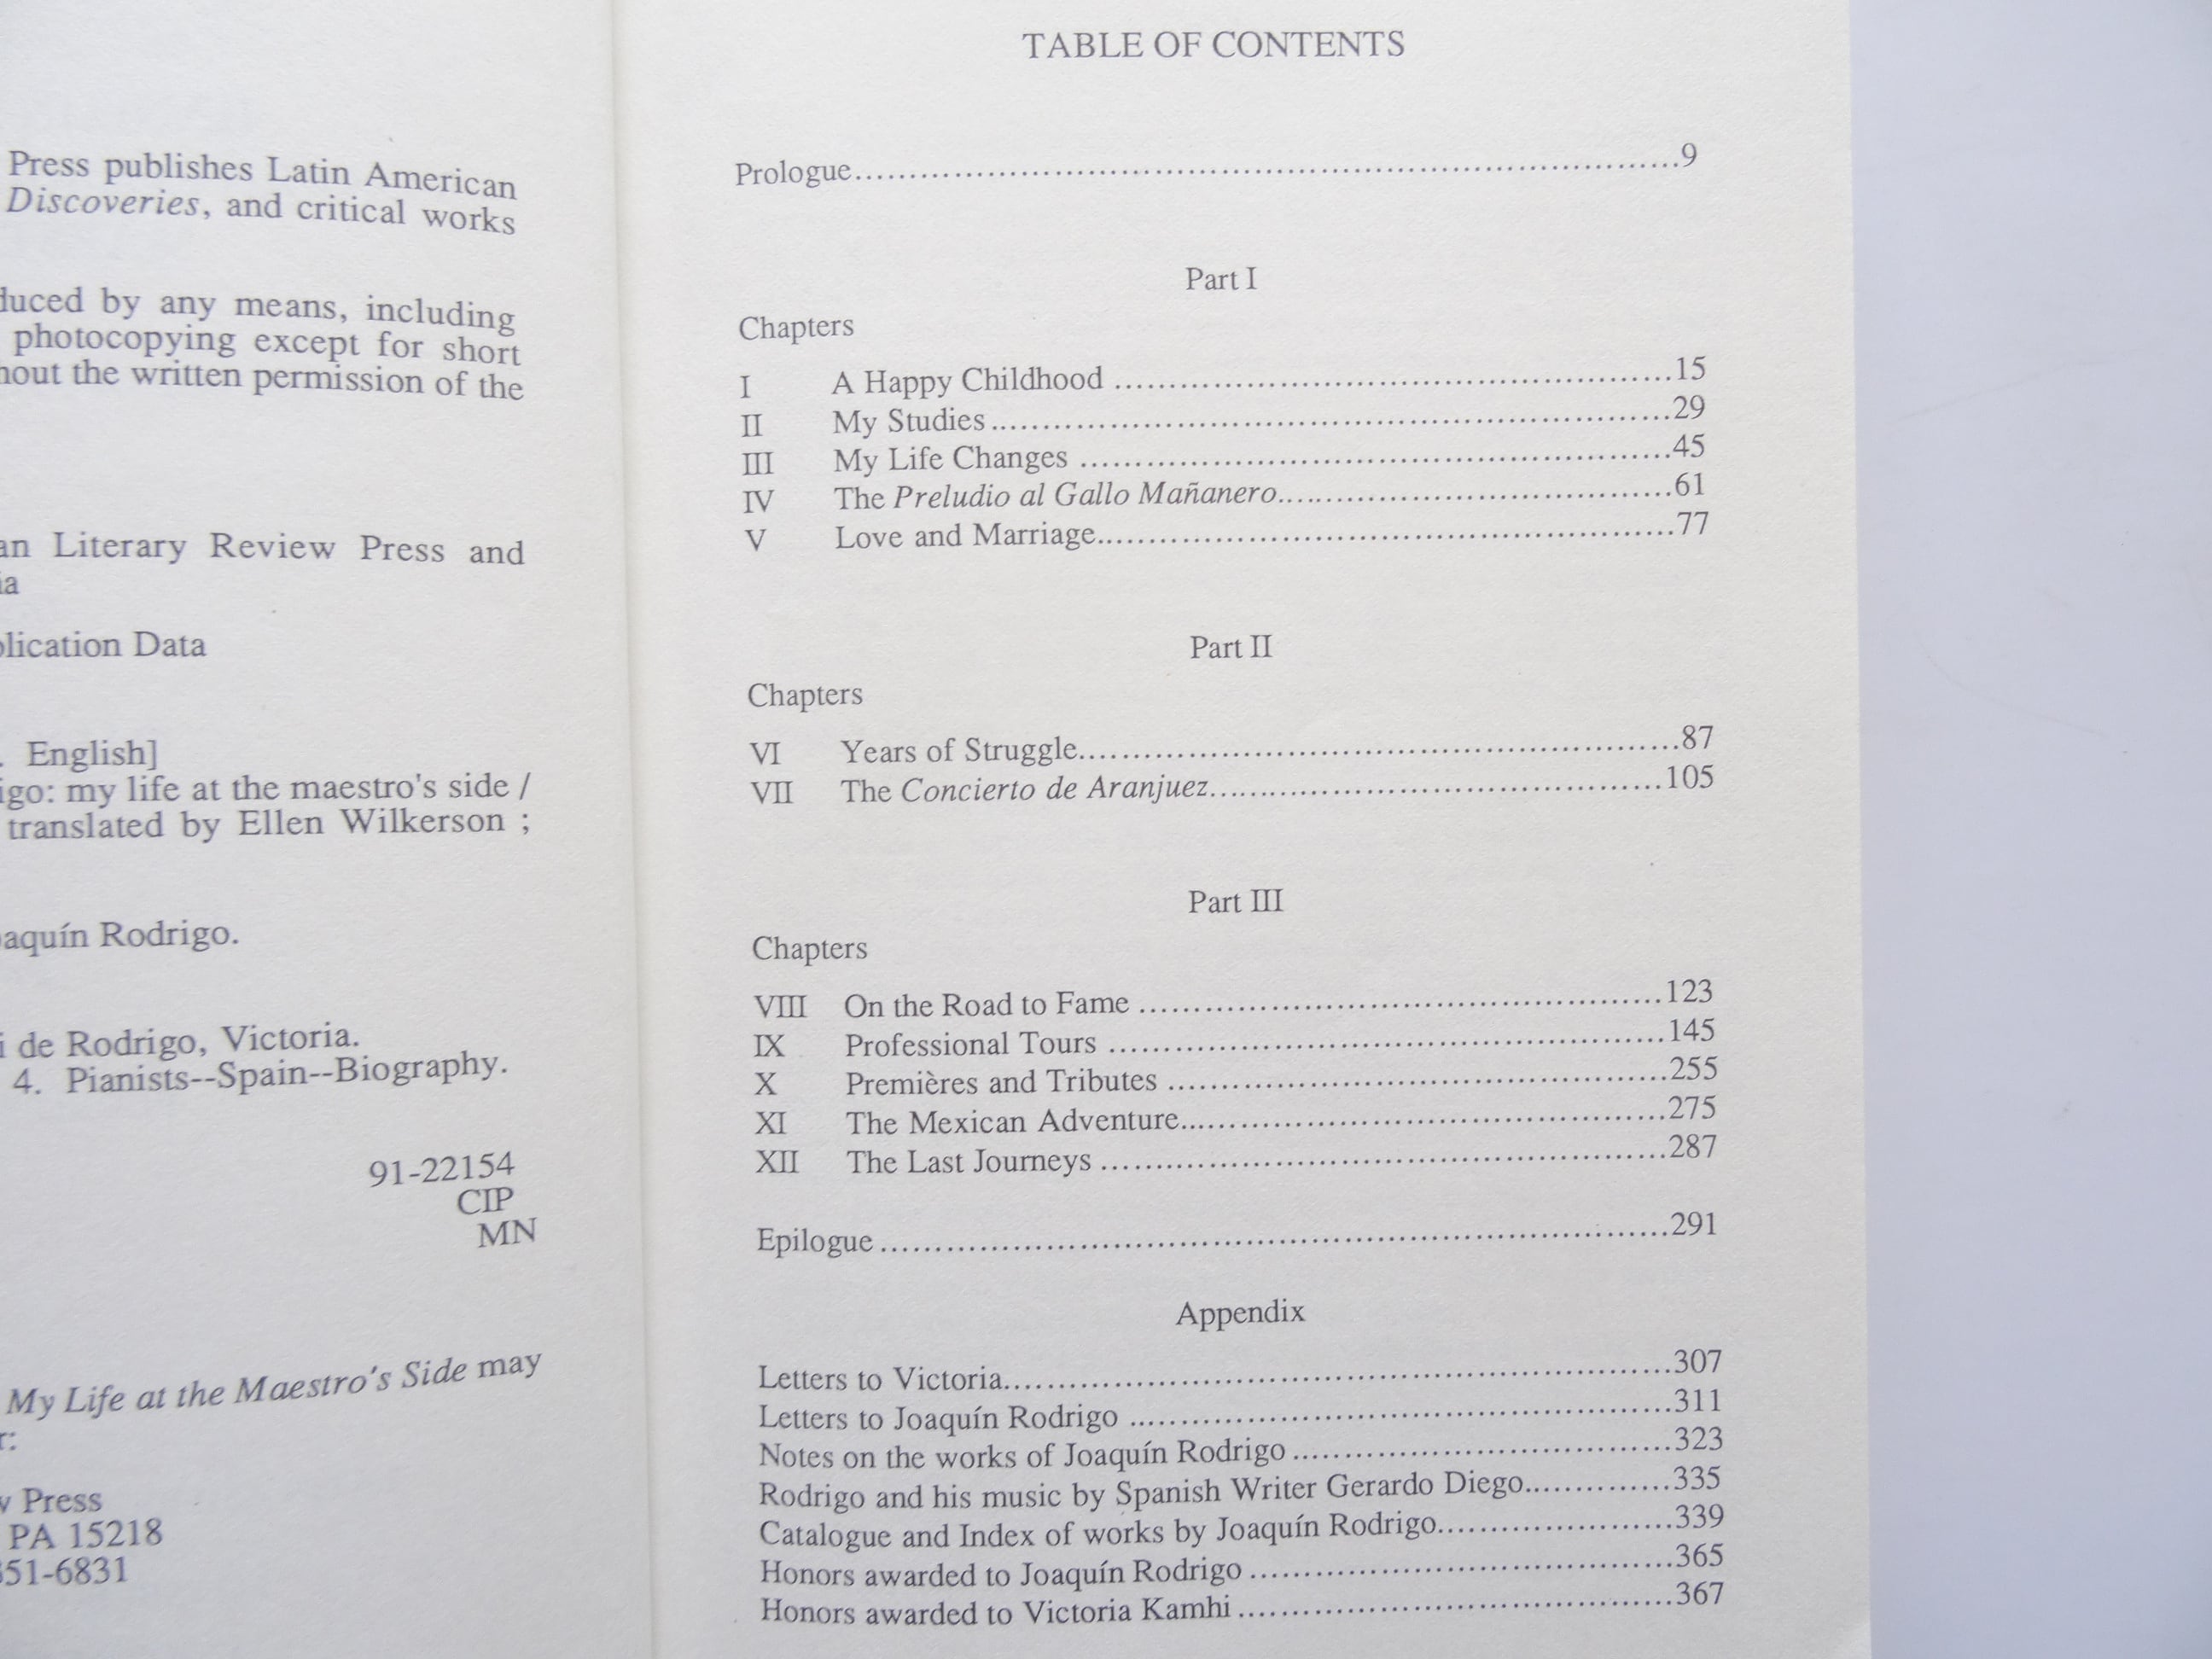 Press publishes Latin American
Discoveries, and critical works
by any means, including
photocopying except for short
the written permission of the
Literary Review Press and
Data
English]
my life at the maestro's side /
translated by Ellen Wilkerson ;
Rodrigo.
de Rodrigo, Victoria.
4. Pianists--Spain--Biography.
91-22154
CIP
MN
My Life at the Maestro's Side may
Press
PA 15218
51-6831
TABLE OF CONTENTS
Prologue.....9
Part I
Chapters
I A Happy Childhood .....15
II My Studies.....29
III My Life Changes .....45
IV The Preludio al Gallo Mañanero.....61
V Love and Marriage.....77
Part II
Chapters
VI Years of Struggle.....87
VII The Concierto de Aranjuez.....105
Part III
Chapters
VIII On the Road to Fame .....123
IX Professional Tours .....145
X Premières and Tributes .....255
XI The Mexican Adventure.....275
XII The Last Journeys .....287
Epilogue.....291
Appendix
Letters to Victoria.....307
Letters to Joaquín Rodrigo .....311
Notes on the works of Joaquín Rodrigo .....323
Rodrigo and his music by Spanish Writer Gerardo Diego.....335
Catalogue and Index of works by Joaquín Rodrigo.....339
Honors awarded to Joaquín Rodrigo .....365
Honors awarded to Victoria Kamhi .....367